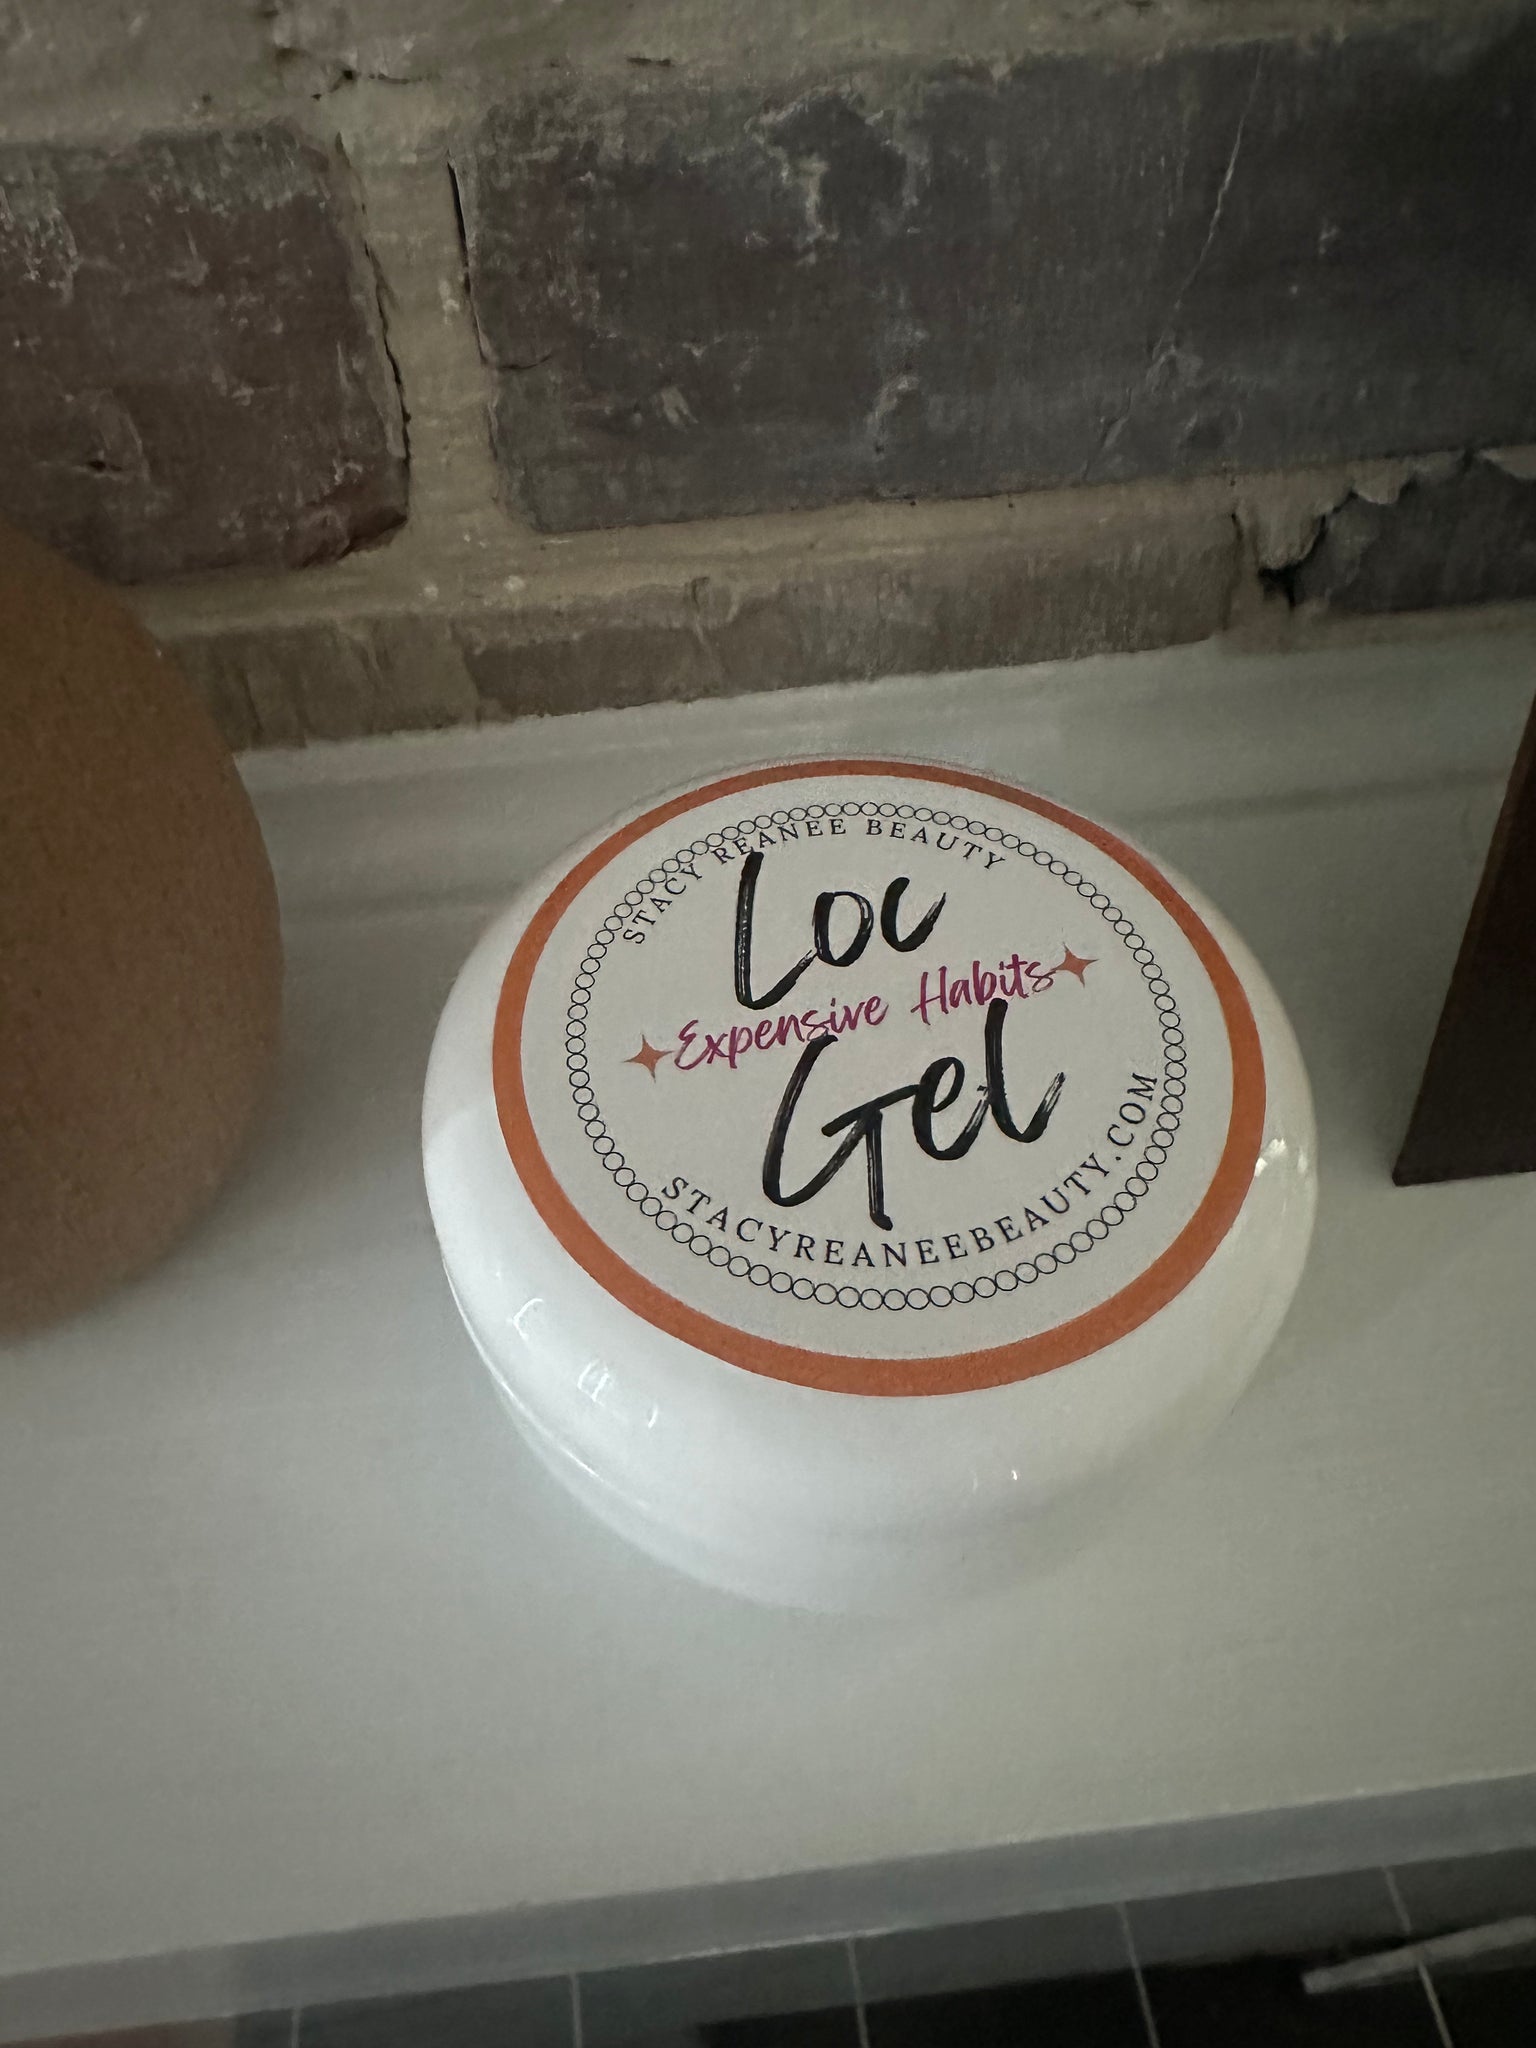 STACY REANEE BEAUTY
Loc
Expensive Habits
Gel
STACYREANEEBEAUTY.COM